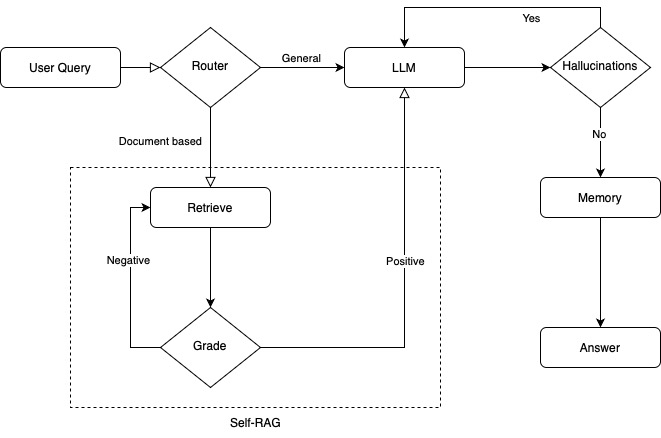 Yes
User Query
Router
General
LLM
Hallucinations
Document based
No
Retrieve
Memory
Negative
Positive
Grade
Answer
Self-RAG